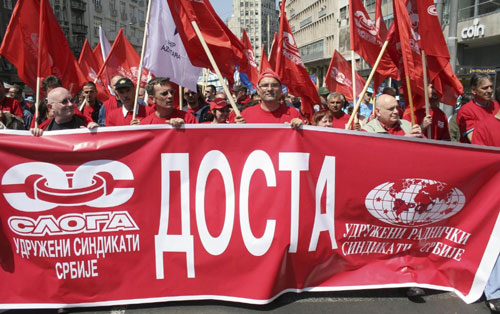 СЛОГА
УДРУЖЕНИ СИНДИКАТИ
СРБИЈЕ
ДОСТА
УДРУЖЕНИ РАДНИЧКИ
СИНДИКАТИ СРБИЈЕ
coin